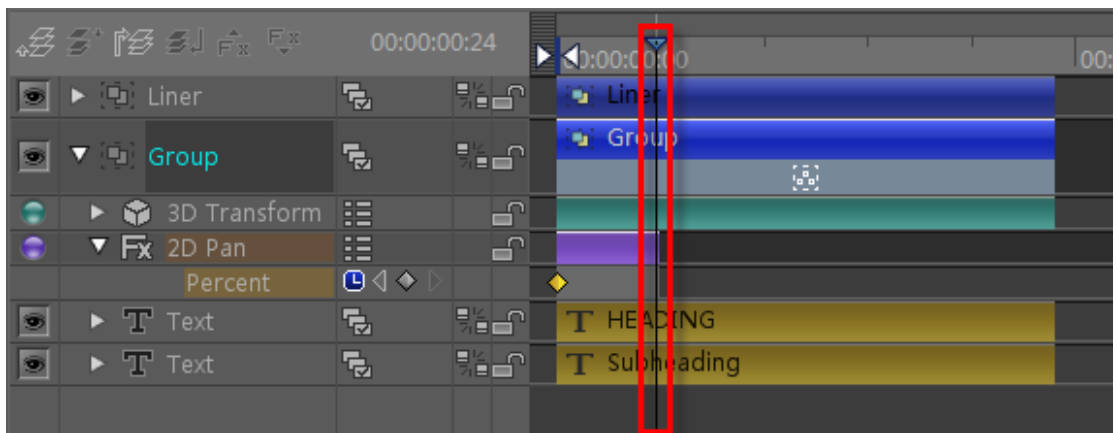 00:00:00:24
00:00:00:00 00:
Liner Liner
Group Group
3D Transform
Fx 2D Pan
Percent
T Text T HEADING
T Text T Subheading